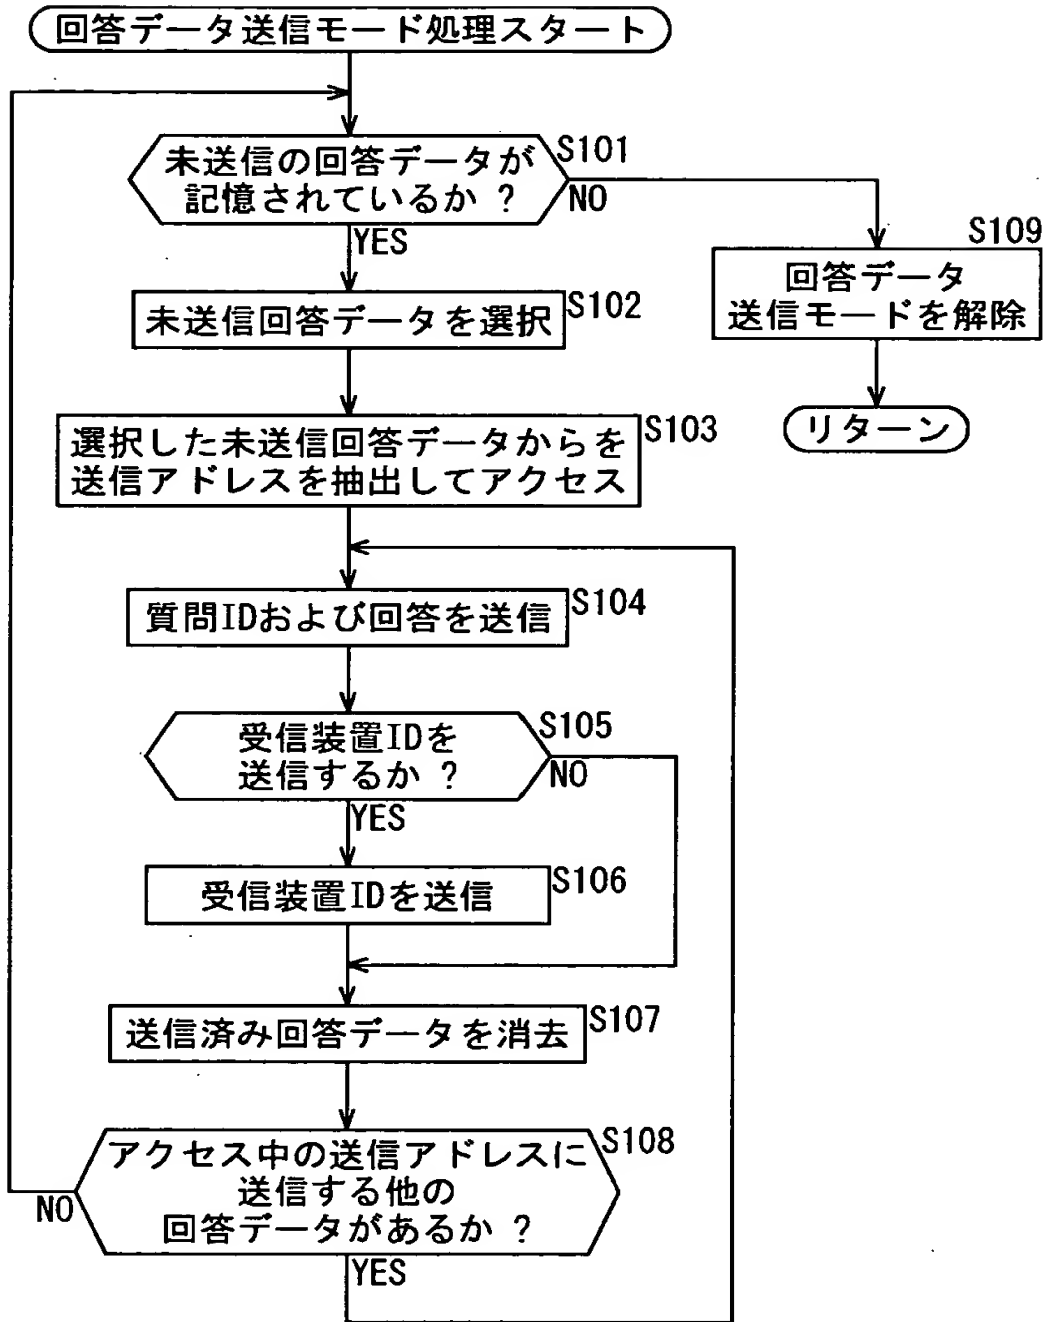 回答データ送信モード処理スタート
未送信の回答データが
記憶されているか ?
S101
NO
YES
S109
回答データ
送信モードを解除
リターン
未送信回答データを選択
S102
選択した未送信回答データからを
送信アドレスを抽出してアクセス
S103
質問IDおよび回答を送信
S104
受信装置IDを
送信するか ?
S105
NO
YES
受信装置IDを送信
S106
送信済み回答データを消去
S107
アクセス中の送信アドレスに
送信する他の
回答データがあるか ?
S108
NO
YES